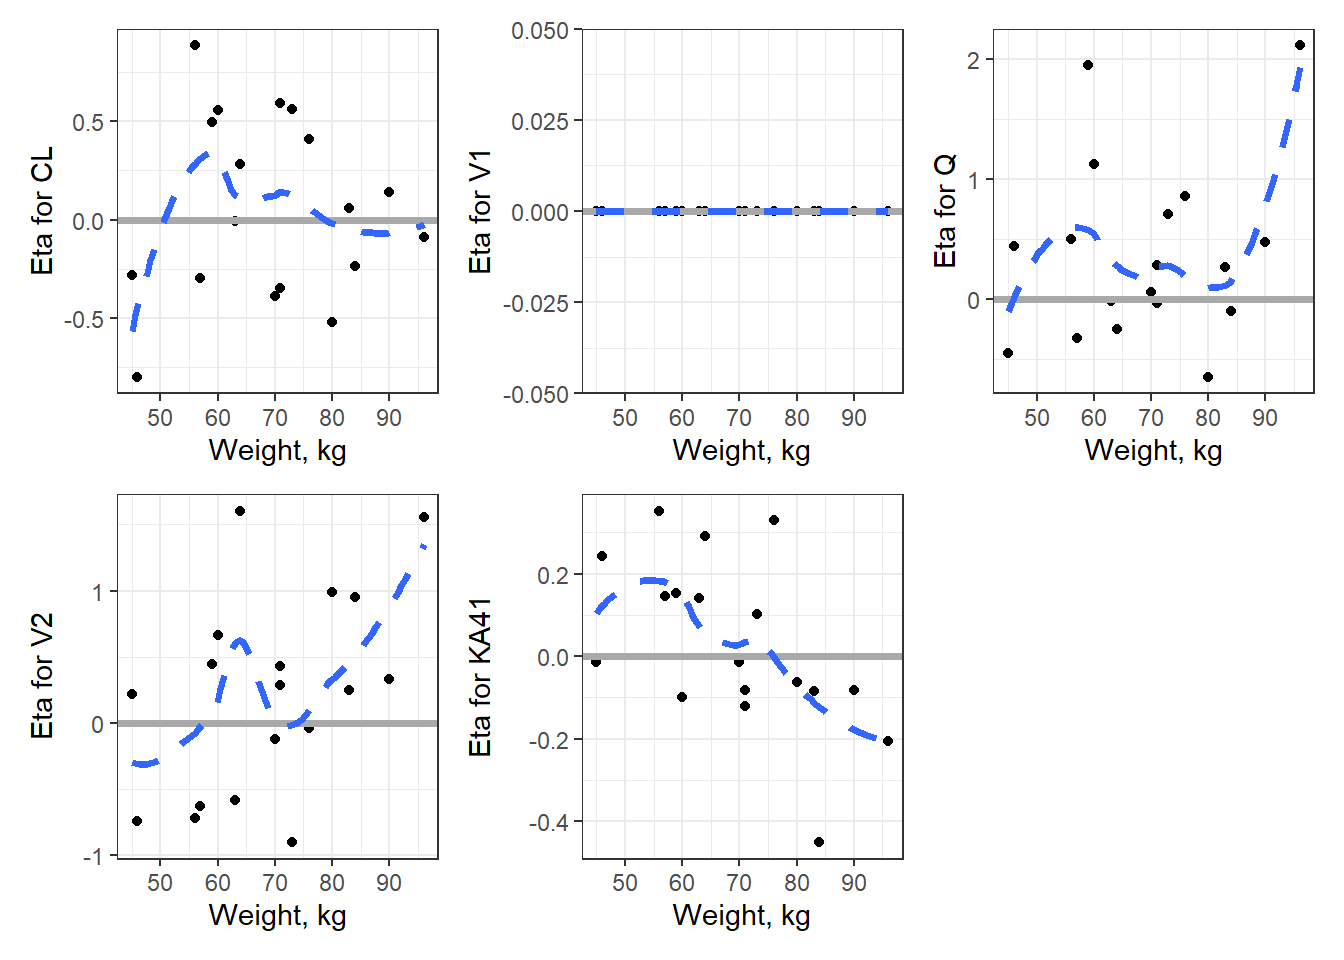 Eta for CL
0.5
0.0
-0.5
50 60 70 80 90
Weight, kg
Eta for V1
0.050
0.025
0.000
-0.025
-0.050
50 60 70 80 90
Weight, kg
Eta for Q
2
1
0
50 60 70 80 90
Weight, kg
Eta for V2
1
0
-1
50 60 70 80 90
Weight, kg
Eta for KA41
0.2
0.0
-0.2
-0.4
50 60 70 80 90
Weight, kg